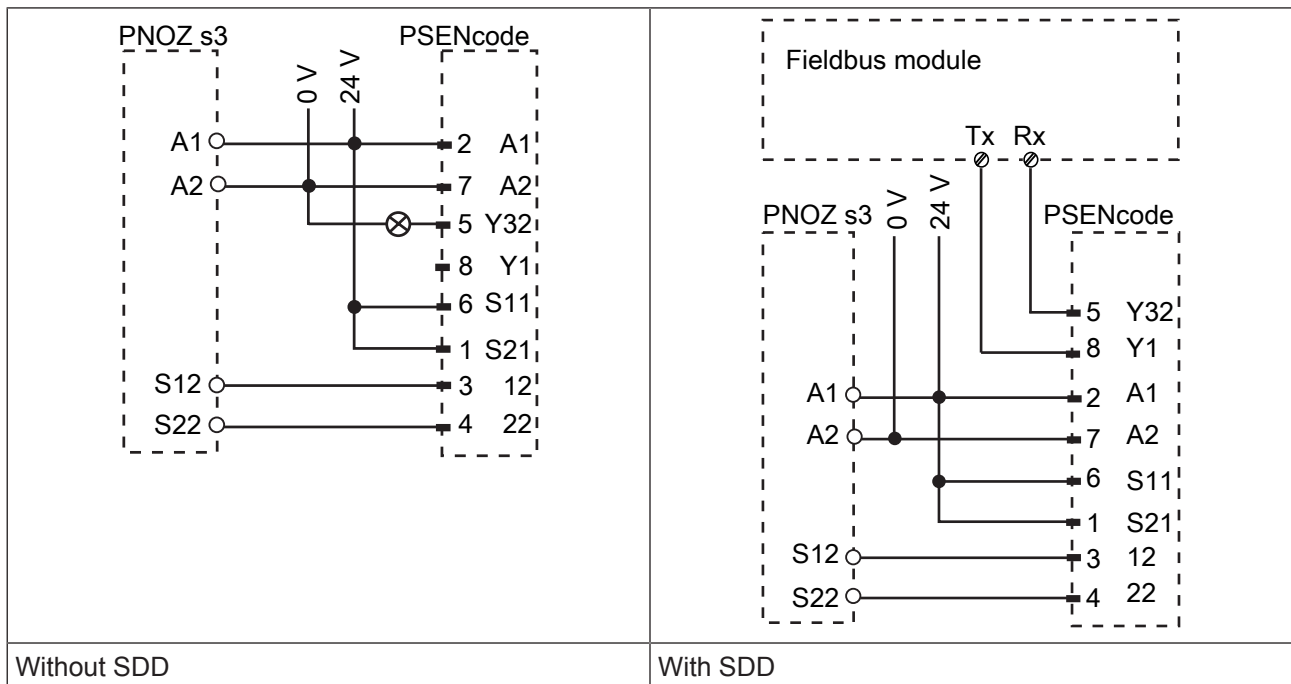 PNOZ s3
PSENcode
0 V
24 V
A1
2 A1
A2
7 A2
5 Y32
8 Y1
6 S11
1 S21
S12
3 12
S22
4 22
Without SDD
Fieldbus module
Tx Rx
PNOZ s3
0 V
24 V
PSENcode
5 Y32
8 Y1
A1
2 A1
A2
7 A2
6 S11
1 S21
S12
3 12
S22
4 22
With SDD